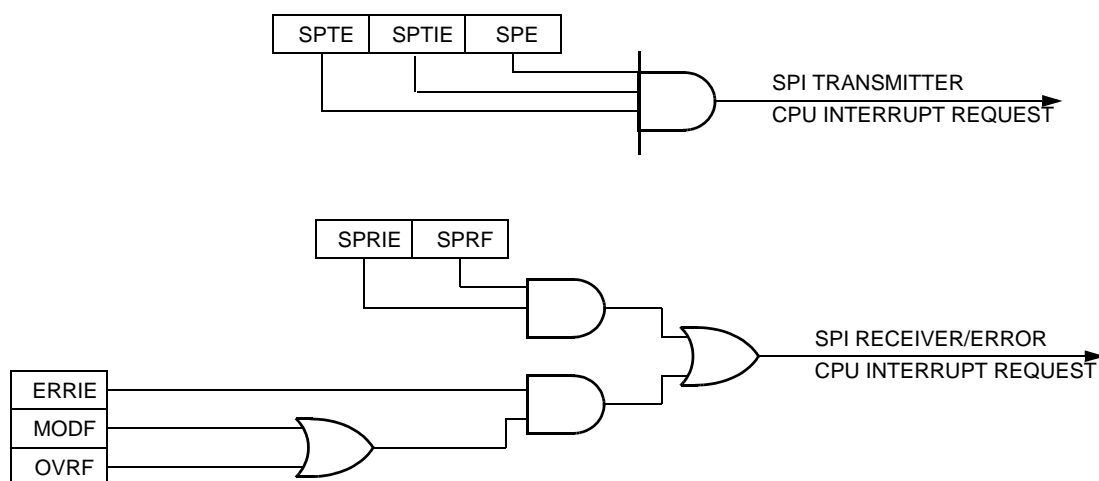 SPTE SPTIE SPE
SPI TRANSMITTER
CPU INTERRUPT REQUEST
SPRIE SPRF
SPI RECEIVER/ERROR
CPU INTERRUPT REQUEST
ERRIE
MODF
OVRF